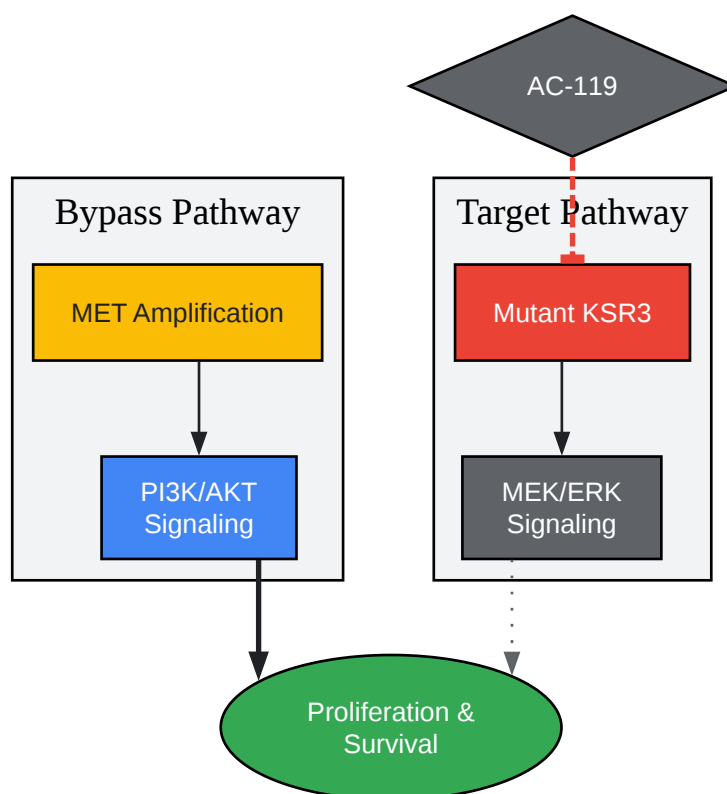 AC-119
Bypass Pathway
Target Pathway
MET Amplification
Mutant KSR3
PI3K/AKT
Signaling
MEK/ERK
Signaling
Proliferation &
Survival